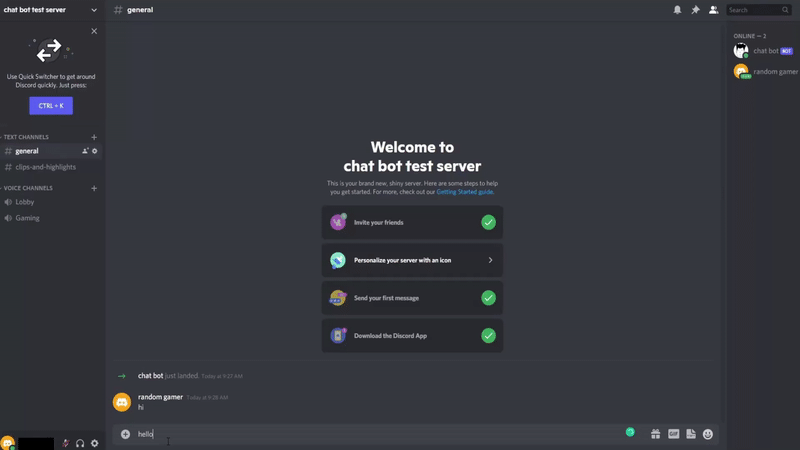 chat bot test server
general
Search
Use Quick Switcher to get around
Discord quickly. Just press:
CTRL + K
TEXT CHANNELS
general
clips-and-highlights
VOICE CHANNELS
Lobby
Gaming
Welcome to
chat bot test server
This is your brand new, shiny server. Here are some steps to help
you get started. For more, check out our Getting Started guide.
Invite your friends
Personalize your server with an icon
Send your first message
Download the Discord App
chat bot just landed. Today at 9:27 AM
random gamer Today at 9:28 AM
hi
hello
GIF
ONLINE — 2
chat bot BOT
random gamer